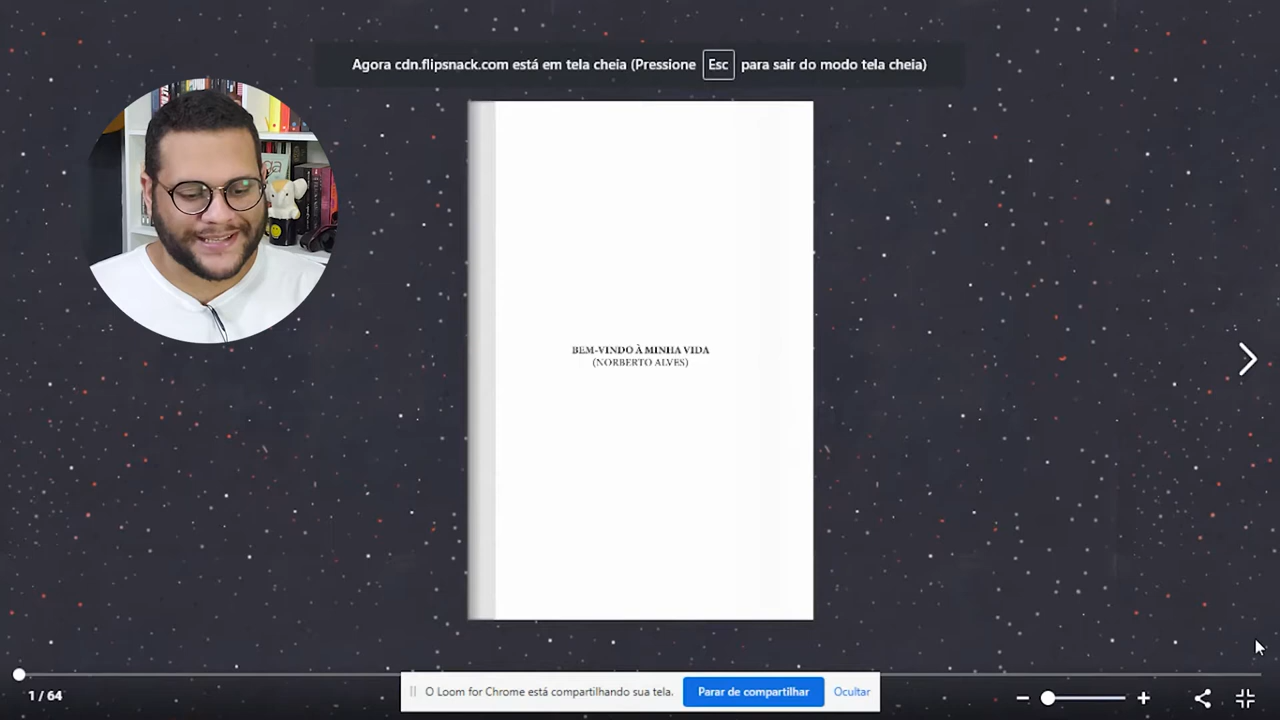 Agora cdn.flipsnack.com está em tela cheia (Pressione Esc para sair do modo tela cheia)
BEM-VINDO À MINHA VIDA
(NORBERTO ALVES)
1 / 64
O Loom for Chrome está compartilhando sua tela. Parar de compartilhar Ocultar